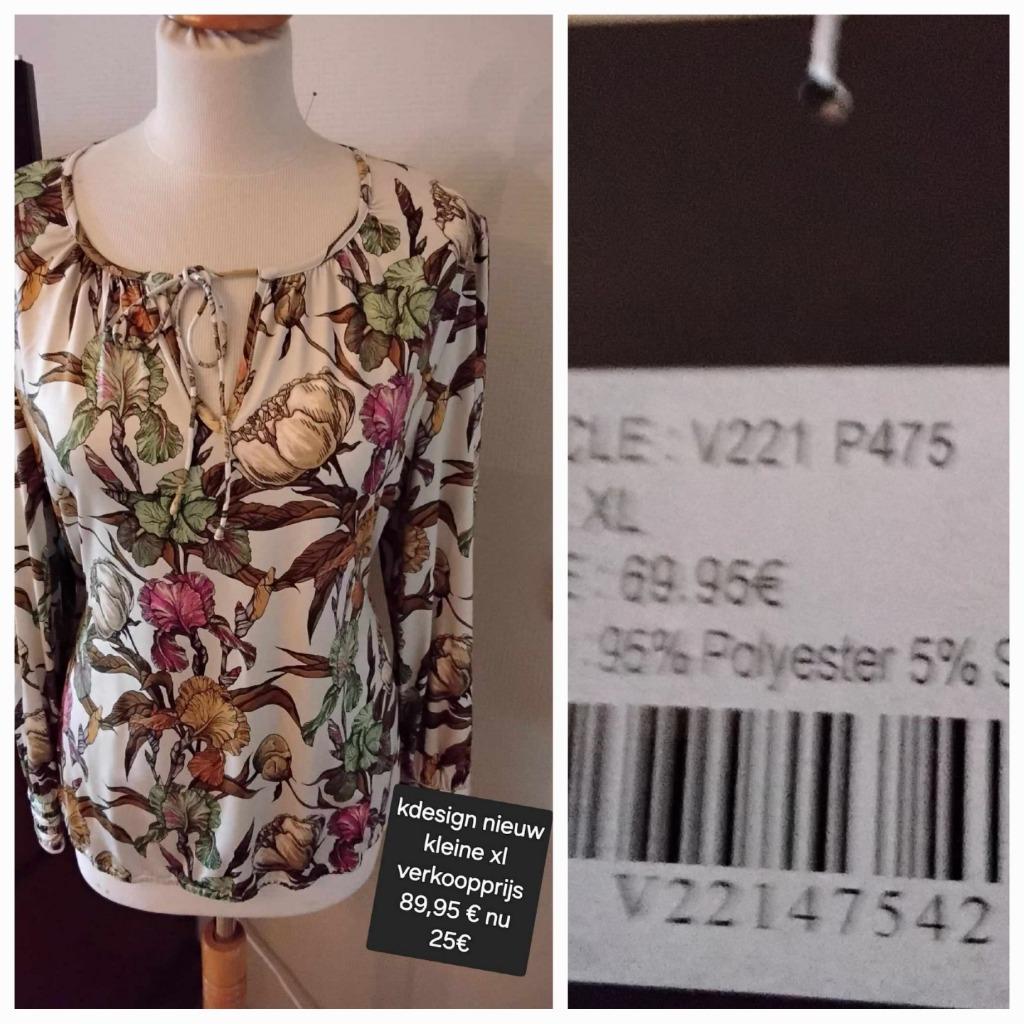 kdesign nieuw
kleine xl
verkoopprijs
89,95 € nu
25€
CLE : V221 P475
XL
E : 69.95€
: 95% Polyester 5% S
V22147542